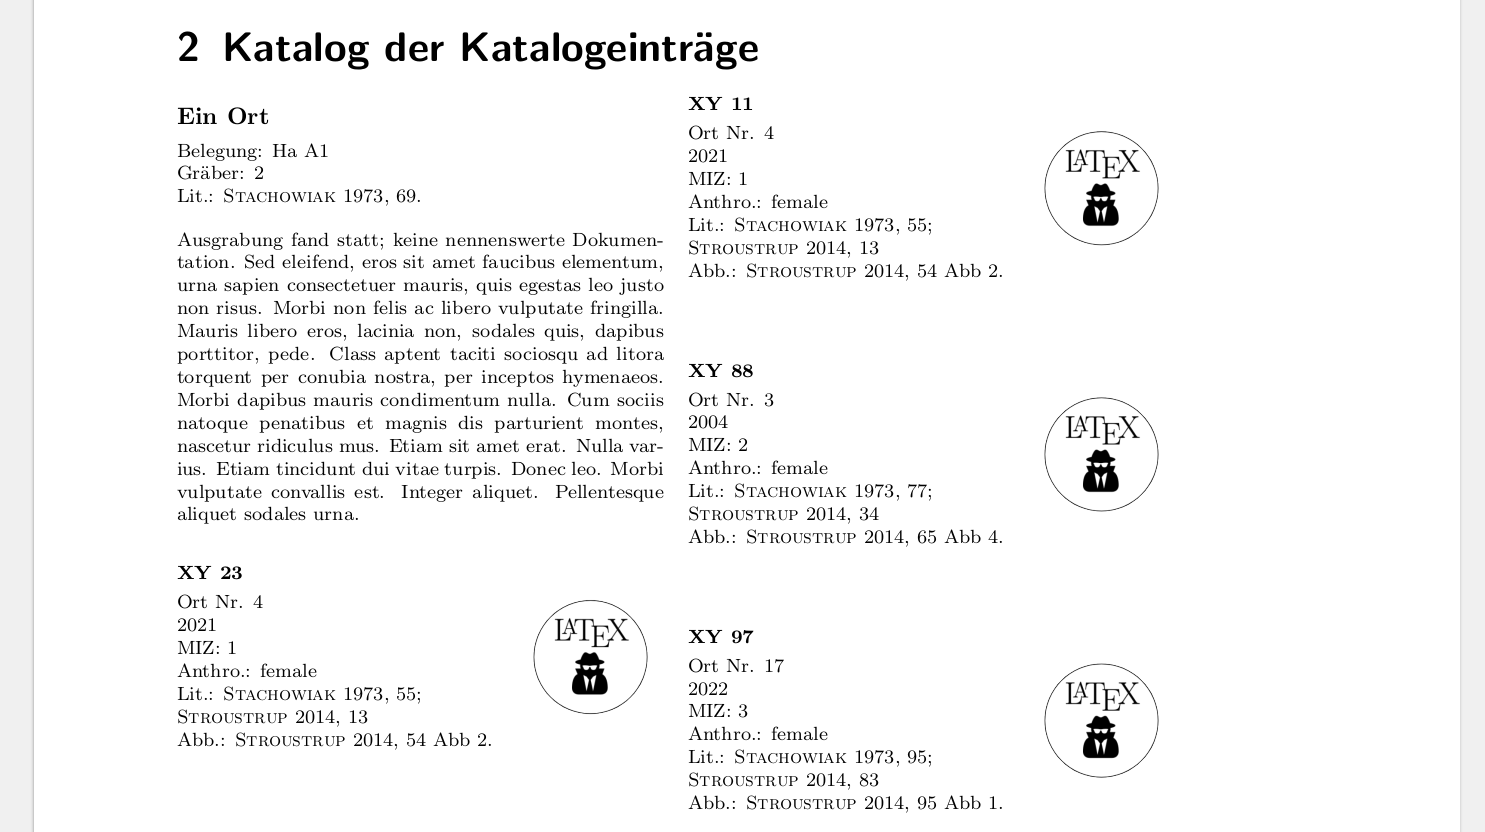 2 Katalog der Katalogeinträge
Ein Ort
Belegung: Ha A1
Gräber: 2
Lit.: Stachowiak 1973, 69.
Ausgrabung fand statt; keine nennenswerte Dokumen-
tation. Sed eleifend, eros sit amet faucibus elementum,
urna sapien consectetuer mauris, quis egestas leo justo
non risus. Morbi non felis ac libero vulputate fringilla.
Mauris libero eros, lacinia non, sodales quis, dapibus
porttitor, pede. Class aptent taciti sociosqu ad litora
torquent per conubia nostra, per inceptos hymenaeos.
Morbi dapibus mauris condimentum nulla. Cum sociis
natoque penatibus et magnis dis parturient montes,
nascetur ridiculus mus. Etiam sit amet erat. Nulla var-
ius. Etiam tincidunt dui vitae turpis. Donec leo. Morbi
vulputate convallis est. Integer aliquet. Pellentesque
aliquet sodales urna.
XY 23
Ort Nr. 4
2021
MIZ: 1
Anthro.: female
Lit.: Stachowiak 1973, 55;
Stroustrup 2014, 13
Abb.: Stroustrup 2014, 54 Abb 2.
LATEX
XY 11
Ort Nr. 4
2021
MIZ: 1
Anthro.: female
Lit.: Stachowiak 1973, 55;
Stroustrup 2014, 13
Abb.: Stroustrup 2014, 54 Abb 2.
LATEX
XY 88
Ort Nr. 3
2004
MIZ: 2
Anthro.: female
Lit.: Stachowiak 1973, 77;
Stroustrup 2014, 34
Abb.: Stroustrup 2014, 65 Abb 4.
LATEX
XY 97
Ort Nr. 17
2022
MIZ: 3
Anthro.: female
Lit.: Stachowiak 1973, 95;
Stroustrup 2014, 83
Abb.: Stroustrup 2014, 95 Abb 1.
LATEX